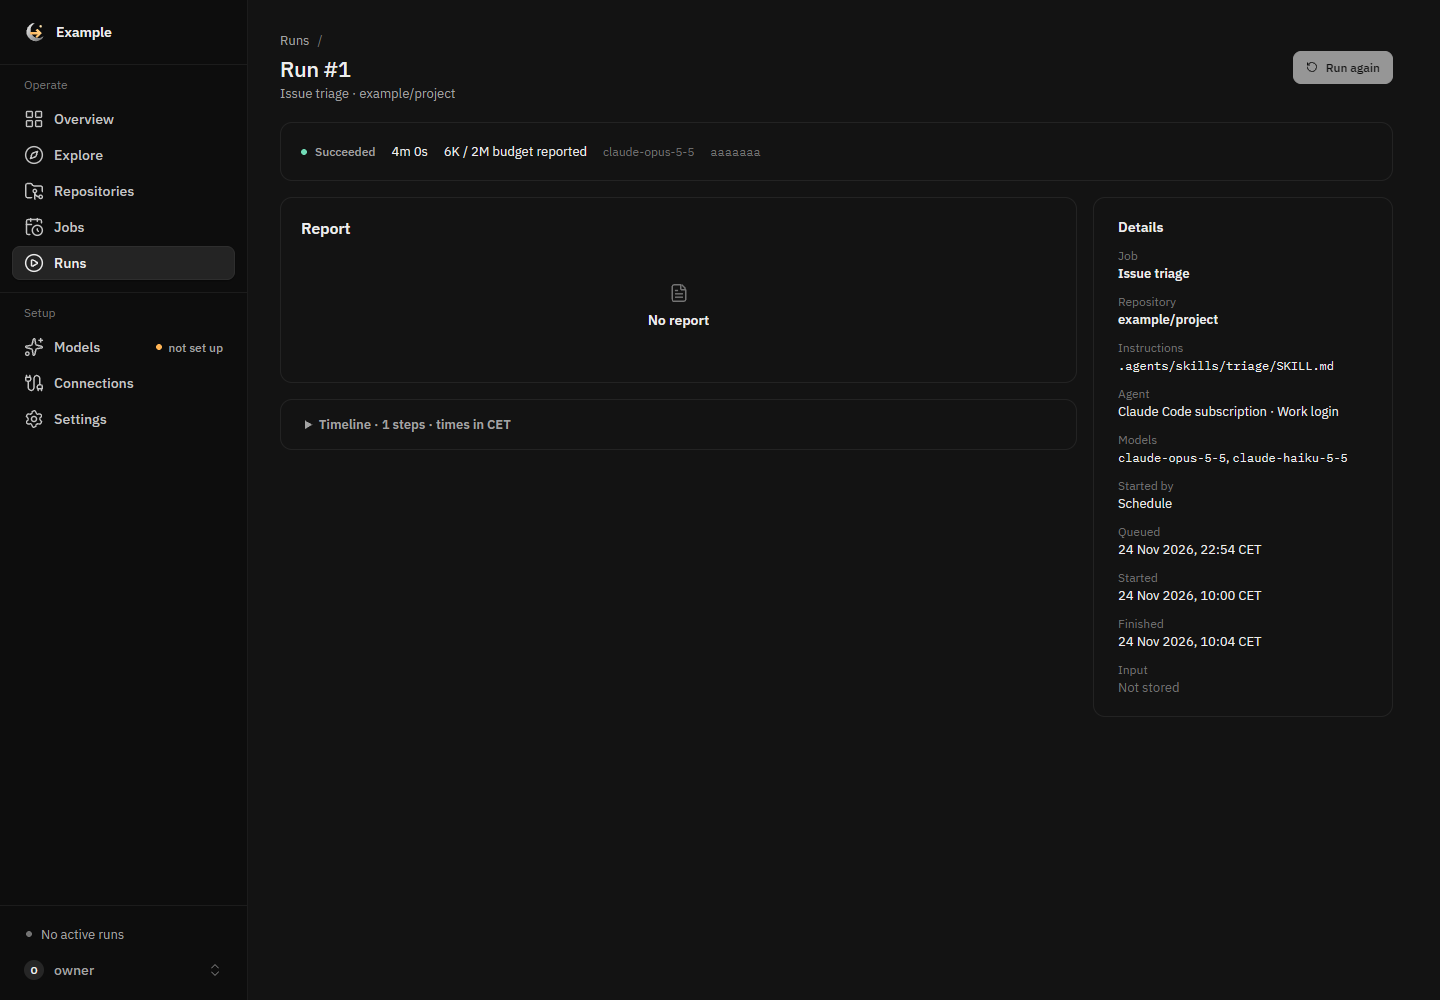 Example
Operate
Overview
Explore
Repositories
Jobs
Runs
Setup
Models
not set up
Connections
Settings
No active runs
O
owner
Runs /
Run #1
Issue triage · example/project
Run again
Succeeded 4m 0s 6K / 2M budget reported claude-opus-5-5 aaaaaaa
Report
No report
Timeline · 1 steps · times in CET
Details
Job
Issue triage
Repository
example/project
Instructions
.agents/skills/triage/SKILL.md
Agent
Claude Code subscription · Work login
Models
claude-opus-5-5, claude-haiku-5-5
Started by
Schedule
Queued
24 Nov 2026, 22:54 CET
Started
24 Nov 2026, 10:00 CET
Finished
24 Nov 2026, 10:04 CET
Input
Not stored